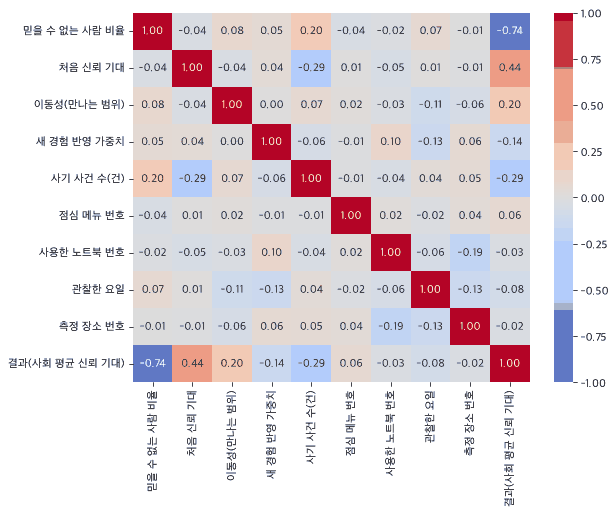 믿을 수 없는 사람 비율 1.00 -0.04 0.08 0.05 0.20 -0.04 -0.02 0.07 -0.01 -0.74
처음 신뢰 기대 -0.04 1.00 -0.04 0.04 -0.29 0.01 -0.05 0.01 -0.01 0.44
이동성(만나는 범위) 0.08 -0.04 1.00 0.00 0.07 0.02 -0.03 -0.11 -0.06 0.20
새 경험 반영 가중치 0.05 0.04 0.00 1.00 -0.06 -0.01 0.10 -0.13 0.06 -0.14
사기 사건 수(건) 0.20 -0.29 0.07 -0.06 1.00 -0.01 -0.04 0.04 0.05 -0.29
점심 메뉴 번호 -0.04 0.01 0.02 -0.01 -0.01 1.00 0.02 -0.02 0.04 0.06
사용한 노트북 번호 -0.02 -0.05 -0.03 0.10 -0.04 0.02 1.00 -0.06 -0.19 -0.03
관찰한 요일 0.07 0.01 -0.11 -0.13 0.04 -0.02 -0.06 1.00 -0.13 -0.08
측정 장소 번호 -0.01 -0.01 -0.06 0.06 0.05 0.04 -0.19 -0.13 1.00 -0.02
결과(사회 평균 신뢰 기대) -0.74 0.44 0.20 -0.14 -0.29 0.06 -0.03 -0.08 -0.02 1.00
믿을 수 없는 사람 비율
처음 신뢰 기대
이동성(만나는 범위)
새 경험 반영 가중치
사기 사건 수(건)
점심 메뉴 번호
사용한 노트북 번호
관찰한 요일
측정 장소 번호
결과(사회 평균 신뢰 기대)
1.00
0.75
0.50
0.25
0.00
-0.25
-0.50
-0.75
-1.00